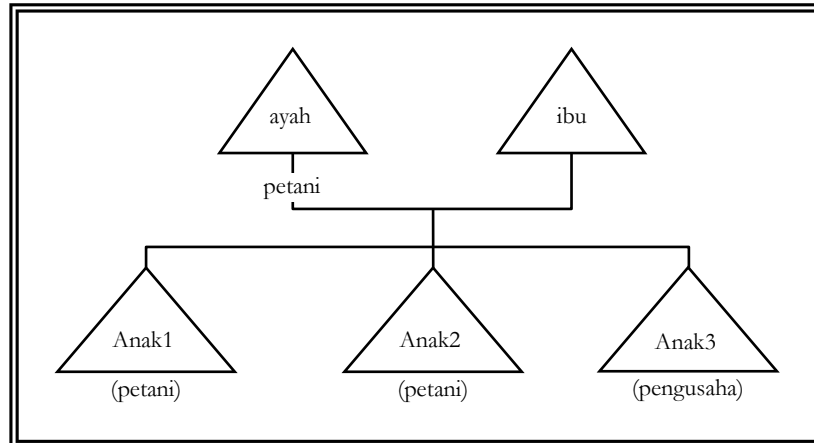 ayah
ibu
petani
Anak1
Anak2
Anak3
(petani)
(petani)
(pengusaha)